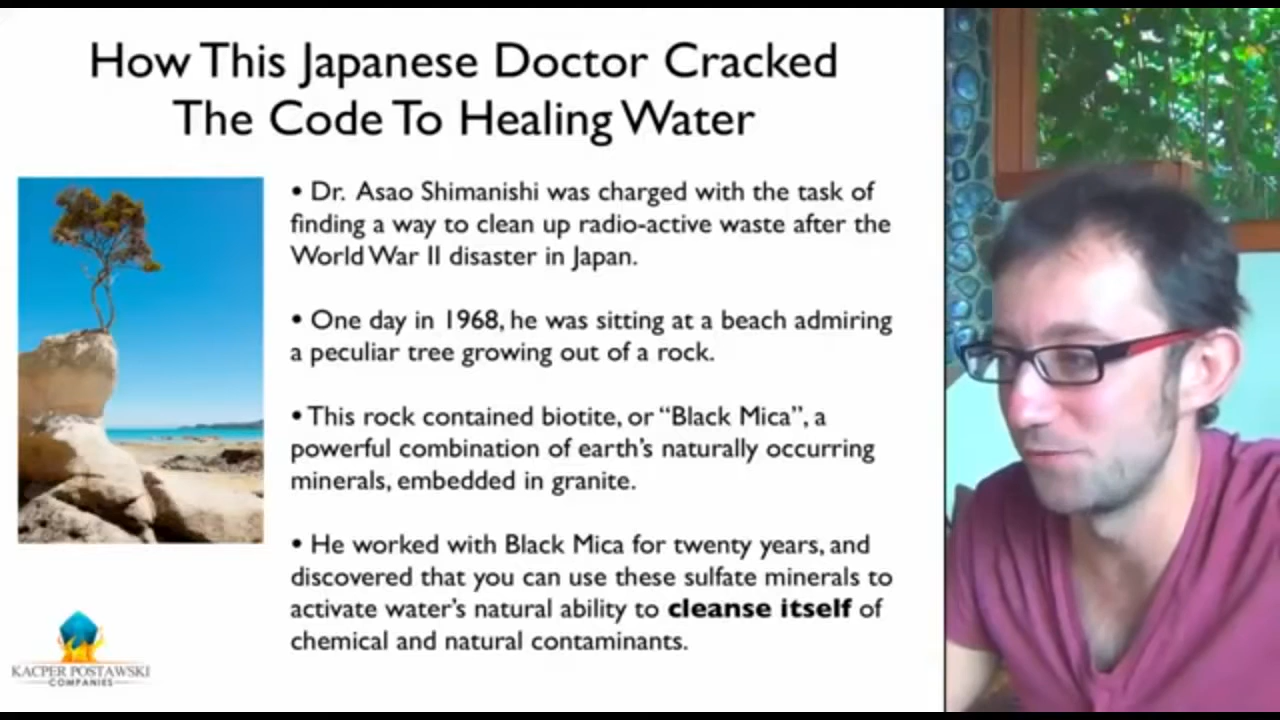 How This Japanese Doctor Cracked
The Code To Healing Water
• Dr. Asao Shimanishi was charged with the task of
finding a way to clean up radio-active waste after the
World War II disaster in Japan.
• One day in 1968, he was sitting at a beach admiring
a peculiar tree growing out of a rock.
• This rock contained biotite, or “Black Mica”, a
powerful combination of earth’s naturally occurring
minerals, embedded in granite.
• He worked with Black Mica for twenty years, and
discovered that you can use these sulfate minerals to
activate water’s natural ability to cleanse itself of
chemical and natural contaminants.
KACPER POSTAWSKI
COMPANIES